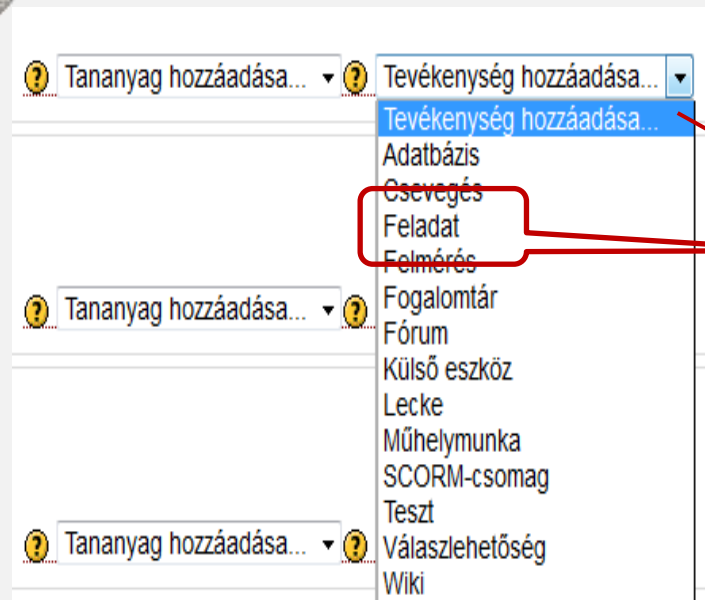 ? Tananyag hozzáadása... ? Tevékenység hozzáadása...
Tevékenység hozzáadása...
Adatbázis
Csevegés
Feladat
Felmérés
? Tananyag hozzáadása... ? Fogalomtár
Fórum
Külső eszköz
Lecke
Műhelymunka
SCORM-csomag
Teszt
? Tananyag hozzáadása... ? Válaszlehetőség
Wiki